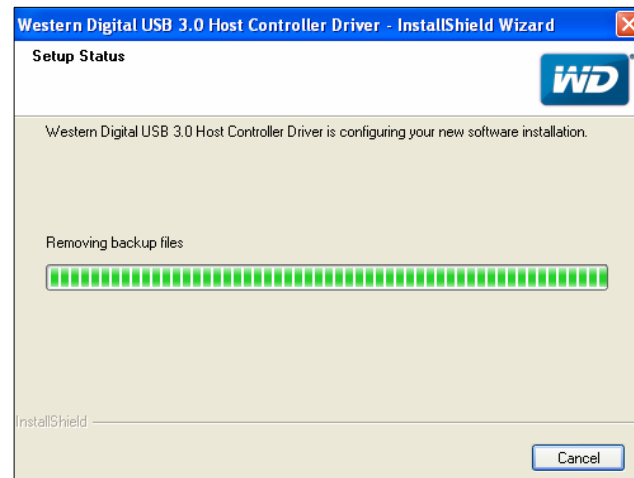 Western Digital USB 3.0 Host Controller Driver - InstallShield Wizard
Setup Status
WD
Western Digital USB 3.0 Host Controller Driver is configuring your new software installation.
Removing backup files
InstallShield
Cancel